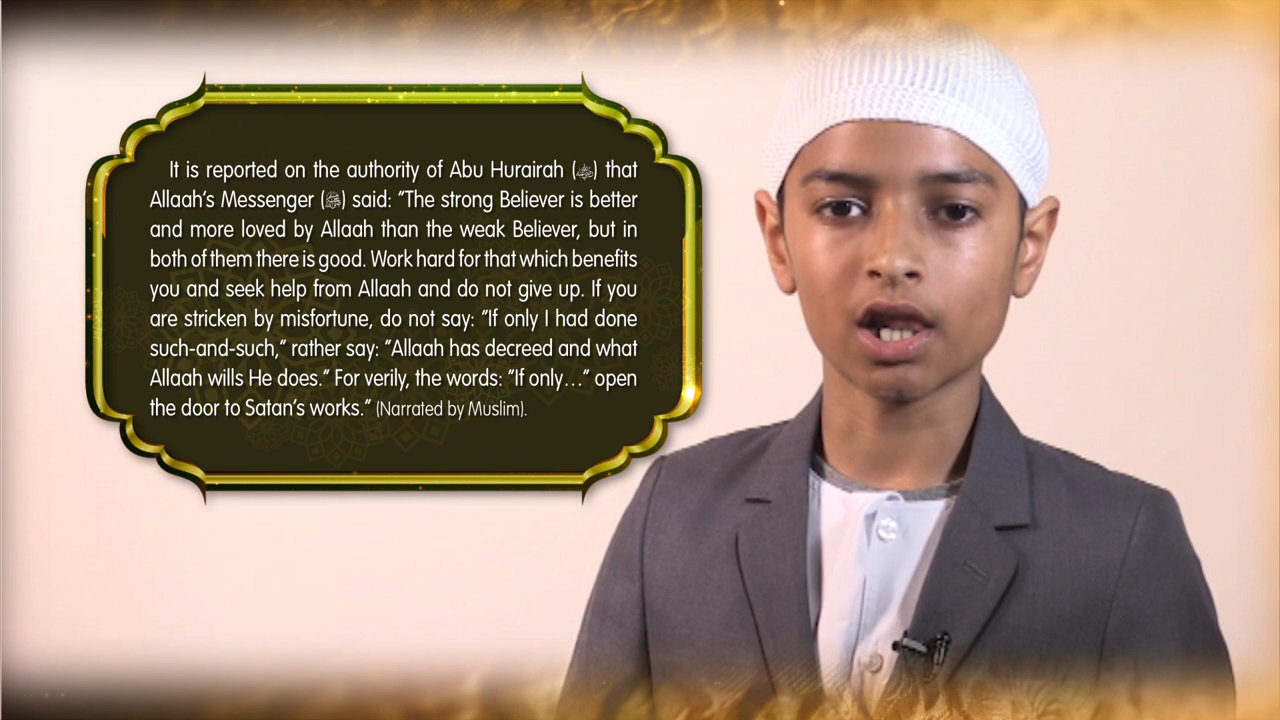 It is reported on the authority of Abu Hurairah (﵁) that
Allaah’s Messenger (ﷺ) said: “The strong Believer is better
and more loved by Allaah than the weak Believer, but in
both of them there is good. Work hard for that which benefits
you and seek help from Allaah and do not give up. If you
are stricken by misfortune, do not say: “If only I had done
such-and-such,” rather say: “Allaah has decreed and what
Allaah wills He does.” For verily, the words: “If only…” open
the door to Satan’s works.” (Narrated by Muslim).